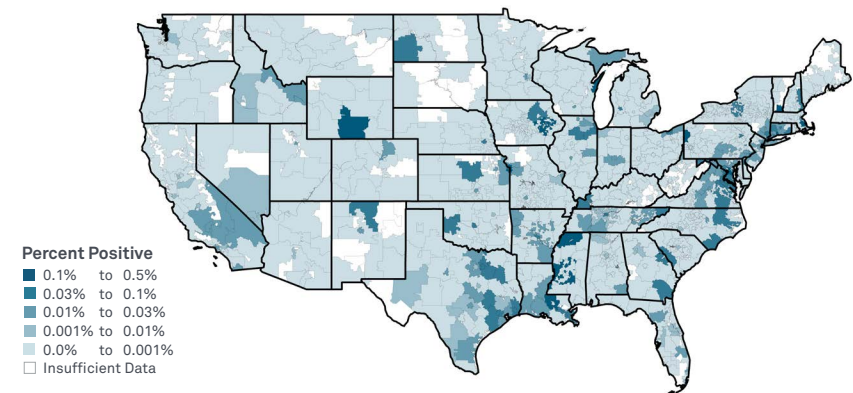 Percent Positive
0.1% to 0.5%
0.03% to 0.1%
0.01% to 0.03%
0.001% to 0.01%
0.0% to 0.001%
Insufficient Data